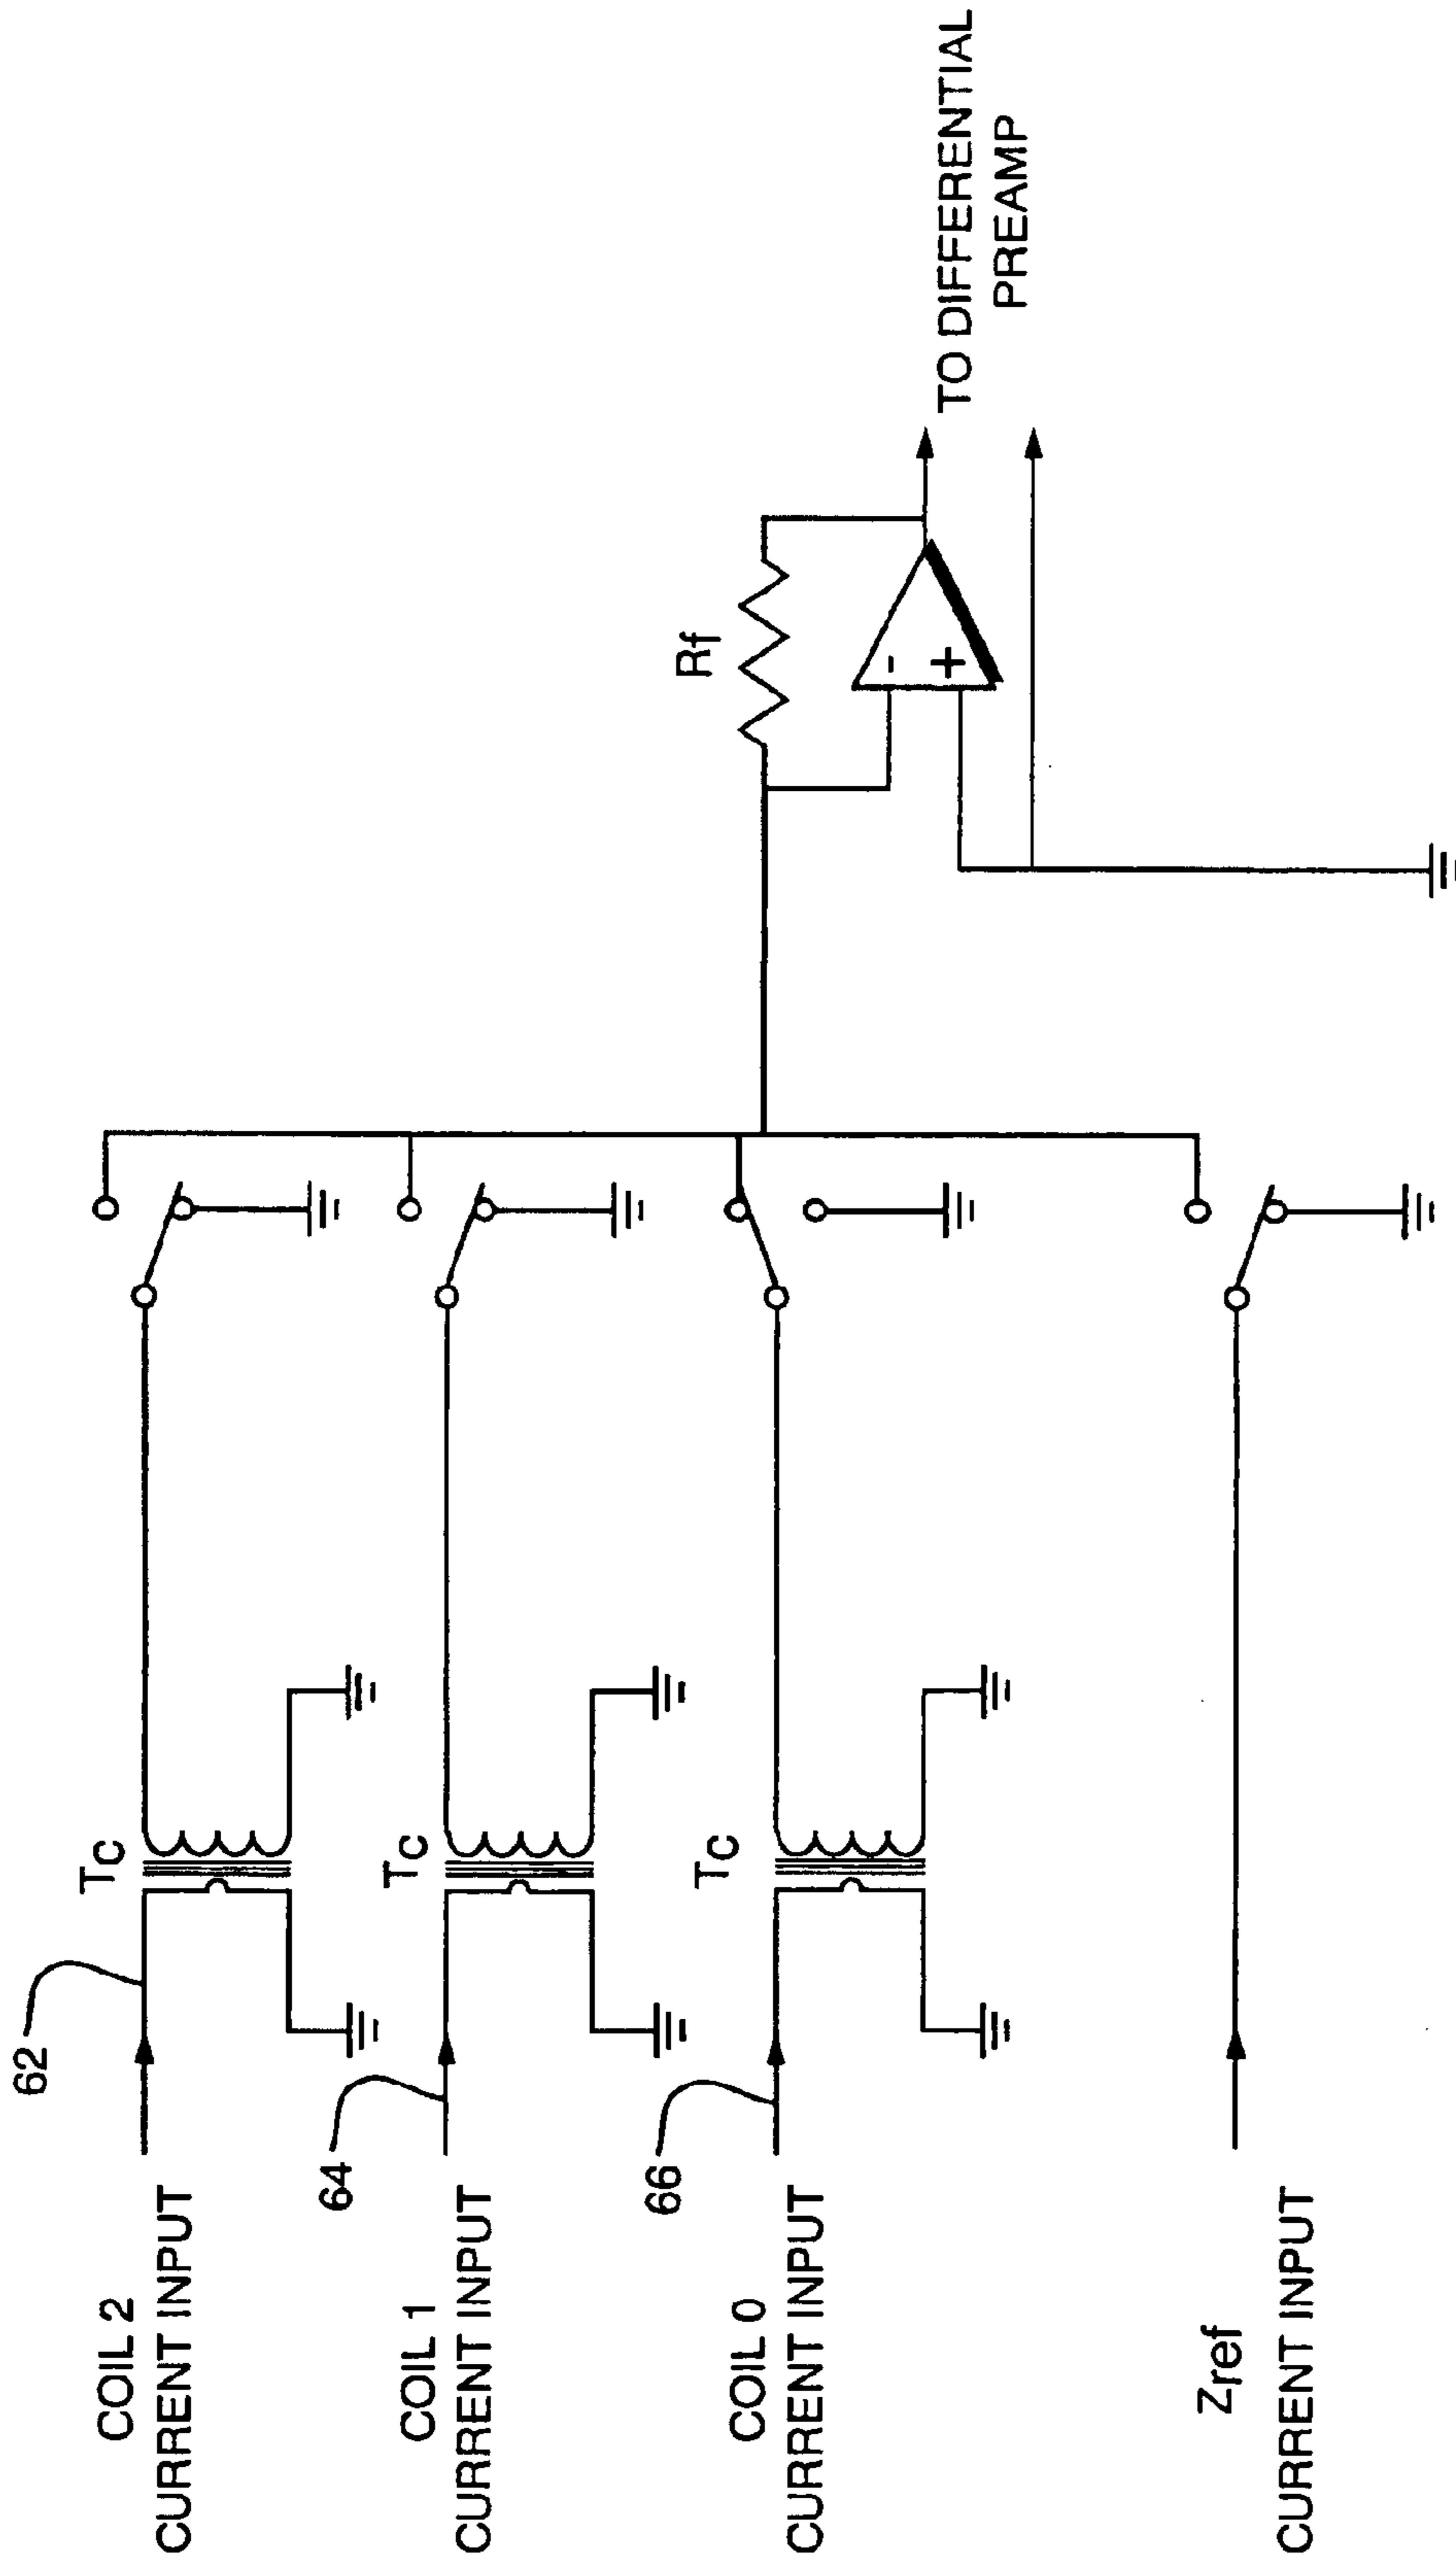 62
COIL 2
CURRENT INPUT
TC
64
COIL 1
CURRENT INPUT
TC
66
COIL 0
CURRENT INPUT
TC
Zref
CURRENT INPUT
Rf
-
+
TO DIFFERENTIAL
PREAMP